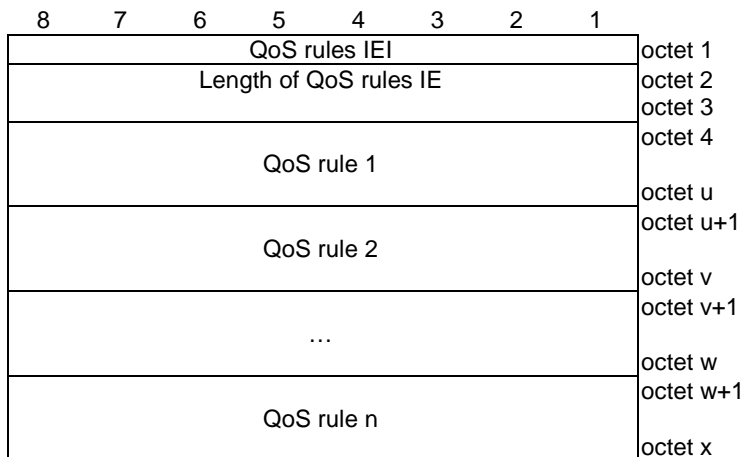 8 7 6 5 4 3 2 1
QoS rules IEI octet 1
Length of QoS rules IE octet 2
octet 3
octet 4
QoS rule 1
octet u
octet u+1
QoS rule 2
octet v
octet v+1
…
octet w
octet w+1
QoS rule n
octet x